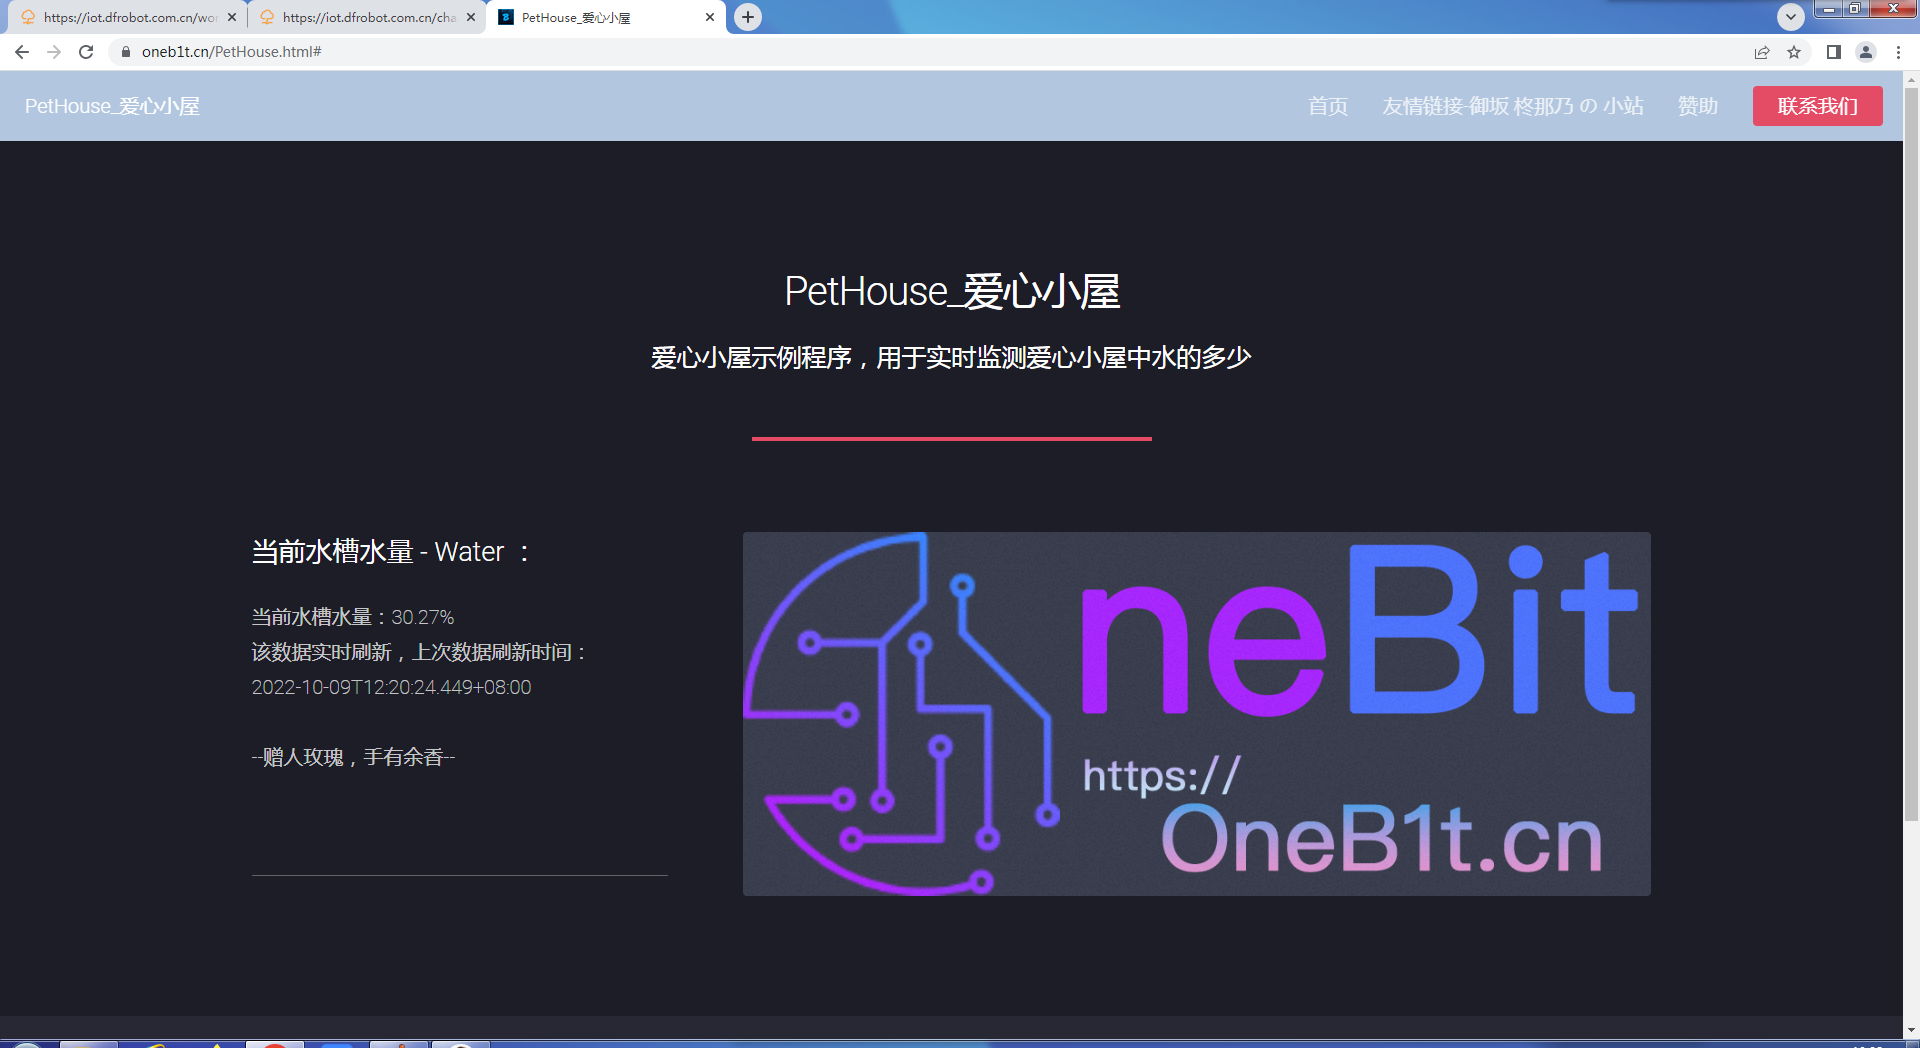 https://iot.dfrobot.com.cn/wor
https://iot.dfrobot.com.cn/cha
PetHouse_爱心小屋
oneb1t.cn/PetHouse.html#
PetHouse_爱心小屋
首页
友情链接-御坂 柊那乃 の 小站
赞助
联系我们
PetHouse_爱心小屋
爱心小屋示例程序，用于实时监测爱心小屋中水的多少
当前水槽水量 - Water ：
当前水槽水量：30.27%
该数据实时刷新，上次数据刷新时间：
2022-10-09T12:20:24.449+08:00
--赠人玫瑰，手有余香--
neBit
https://
OneB1t.cn